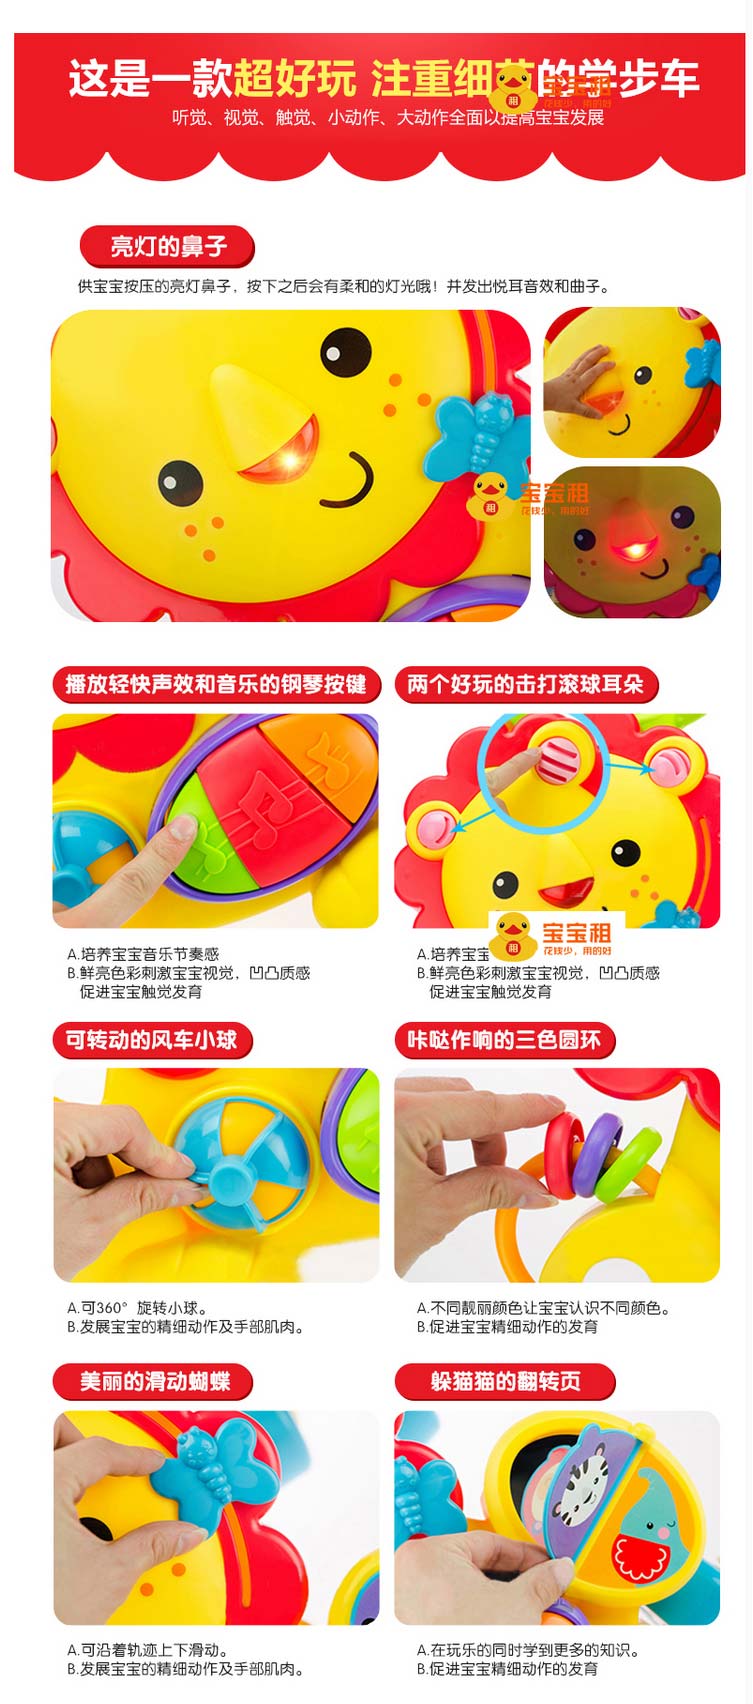 这是一款超好玩 注重细节的学步车
宝宝租
租
花钱少，用的好
听觉、视觉、触觉、小动作、大动作全面以提高宝宝发展
亮灯的鼻子
供宝宝按压的亮灯鼻子，按下之后会有柔和的灯光哦！并发出悦耳音效和曲子。
宝宝租
租
花钱少，用的好
播放轻快声效和音乐的钢琴按键
两个好玩的击打滚球耳朵
A.培养宝宝音乐节奏感
B.鲜亮色彩刺激宝宝视觉，凹凸质感
促进宝宝触觉发育
宝宝租
租
花钱少，用的好
A.培养宝宝
B.鲜亮色彩刺激宝宝视觉，凹凸质感
促进宝宝触觉发育
可转动的风车小球
咔哒作响的三色圆环
A.可360°旋转小球。
B.发展宝宝的精细动作及手部肌肉。
A.不同靓丽颜色让宝宝认识不同颜色。
B.促进宝宝精细动作的发育
美丽的滑动蝴蝶
躲猫猫的翻转页
A.可沿着轨迹上下滑动。
B.发展宝宝的精细动作及手部肌肉。
A.在玩乐的同时学到更多的知识。
B.促进宝宝精细动作的发育